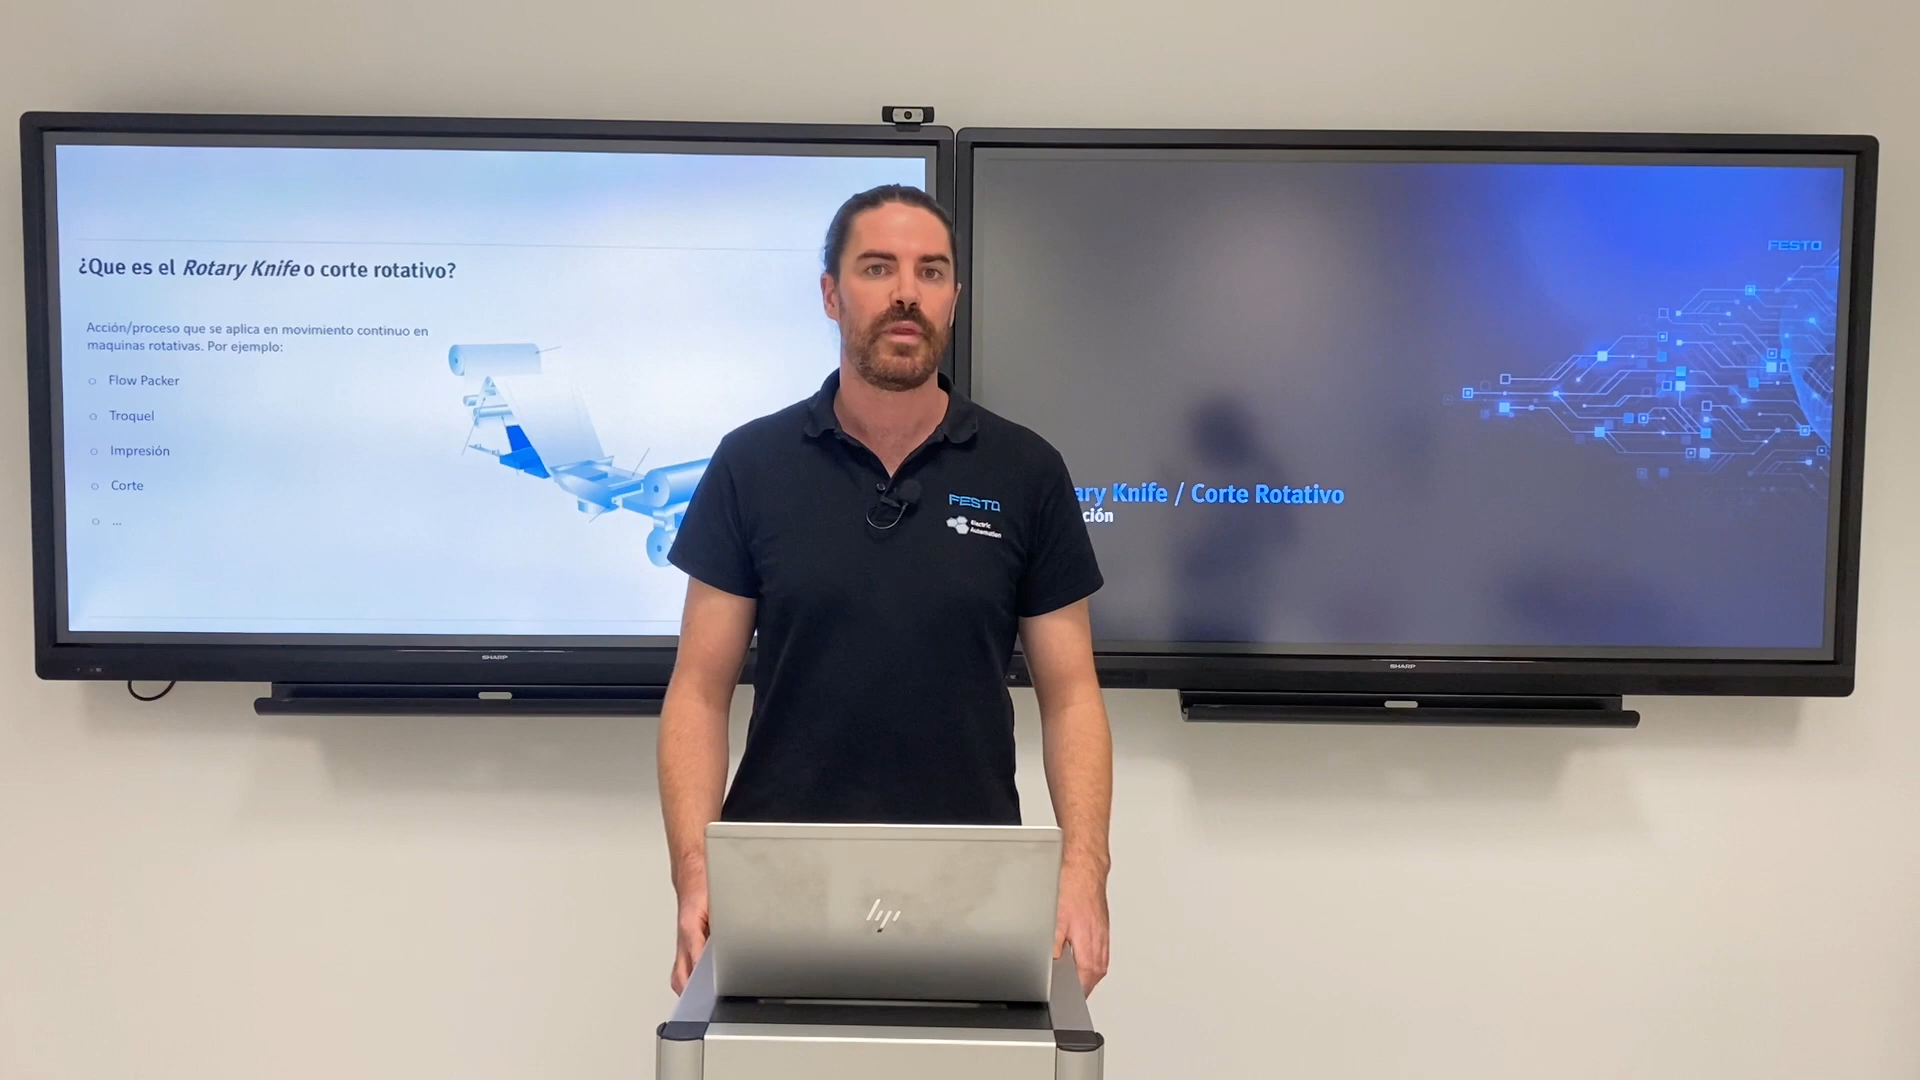 ¿Que es el Rotary Knife o corte rotativo?
Acción/proceso que se aplica en movimiento continuo en
maquinas rotativas. Por ejemplo:
○ Flow Packer
○ Troquel
○ Impresión
○ Corte
○ ...
SHARP
FESTO
ary Knife / Corte Rotativo
ción
SHARP
FESTO
Electric
Automation
hp